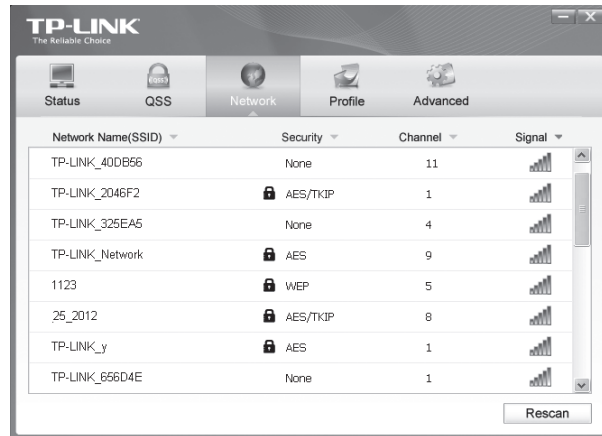 TP-LINK
The Reliable Choice
Status QSS Network Profile Advanced
Network Name(SSID) Security Channel Signal
TP-LINK_40DB56 None 11
TP-LINK_2046F2 AES/TKIP 1
TP-LINK_325EA5 None 4
TP-LINK_Network AES 9
1123 WEP 5
25_2012 AES/TKIP 8
TP-LINK_y AES 1
TP-LINK_656D4E None 1
Rescan